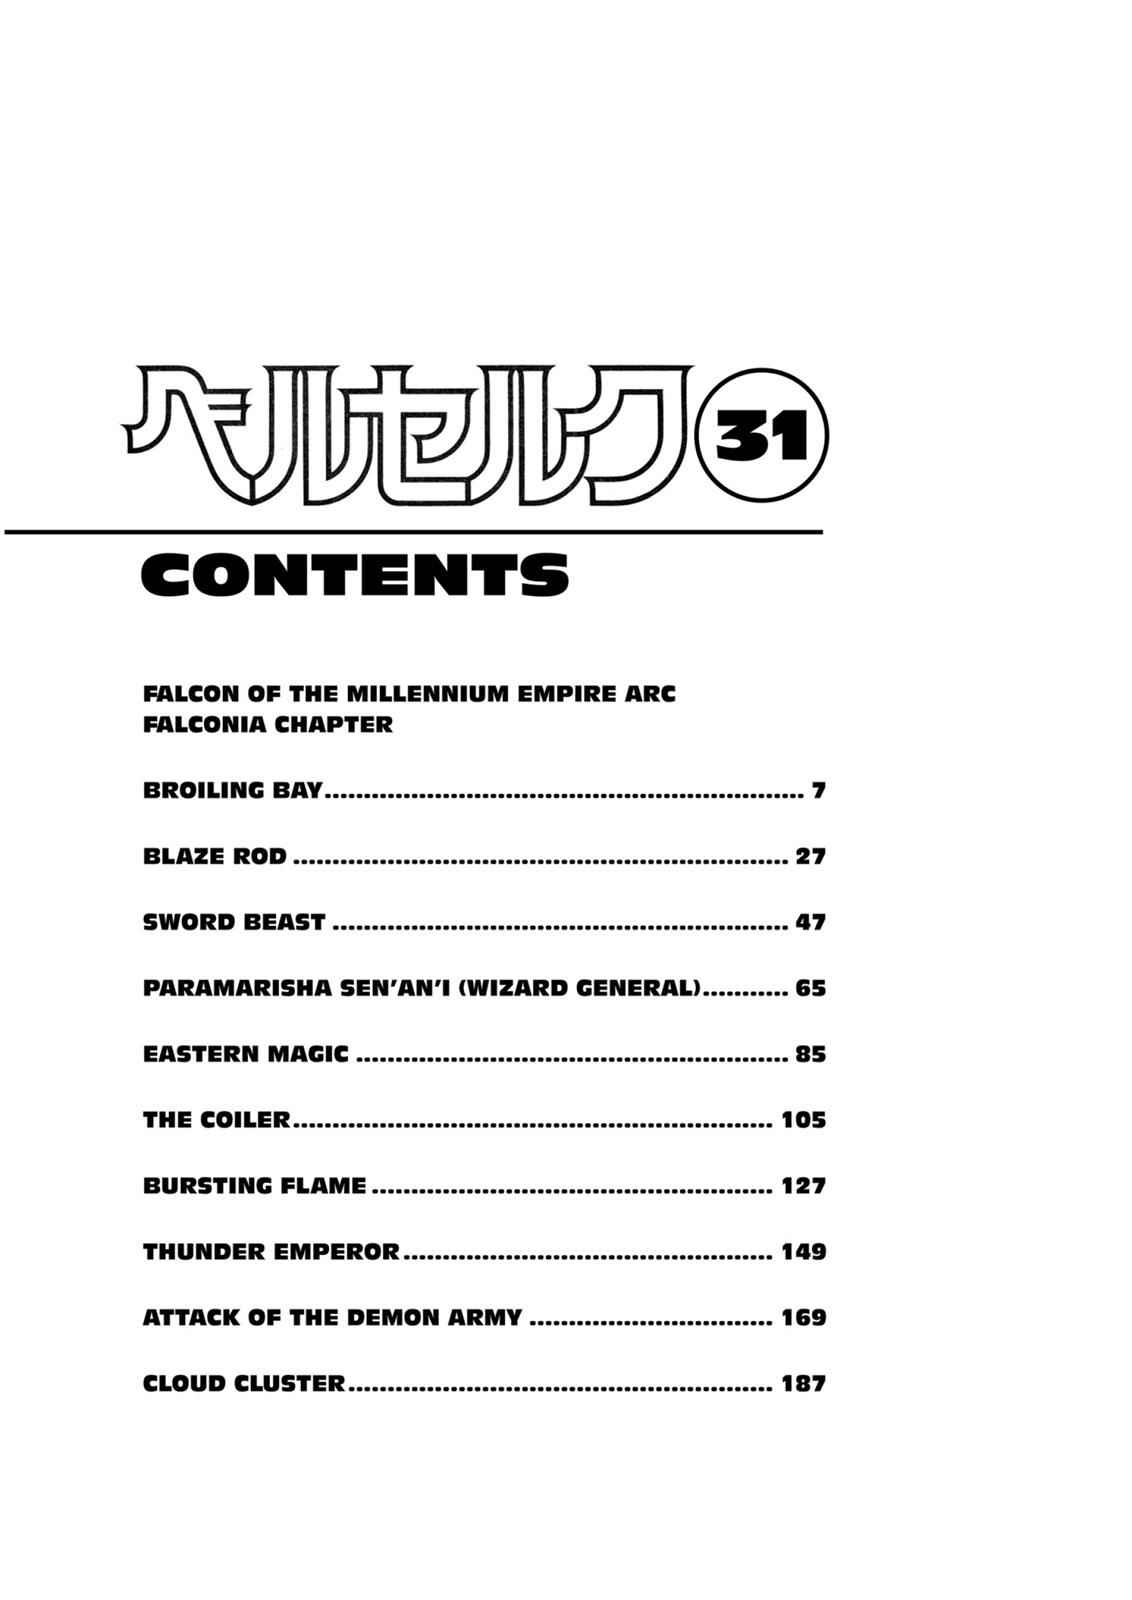 ベルセルク 31
CONTENTS
FALCON OF THE MILLENNIUM EMPIRE ARC
FALCONIA CHAPTER
BROILING BAY............................................................. 7
BLAZE ROD ............................................................... 27
SWORD BEAST .......................................................... 47
PARAMARISHA SEN'AN'I (WIZARD GENERAL)........... 65
EASTERN MAGIC ....................................................... 85
THE COILER............................................................. 105
BURSTING FLAME ................................................... 127
THUNDER EMPEROR............................................... 149
ATTACK OF THE DEMON ARMY ............................... 169
CLOUD CLUSTER...................................................... 187